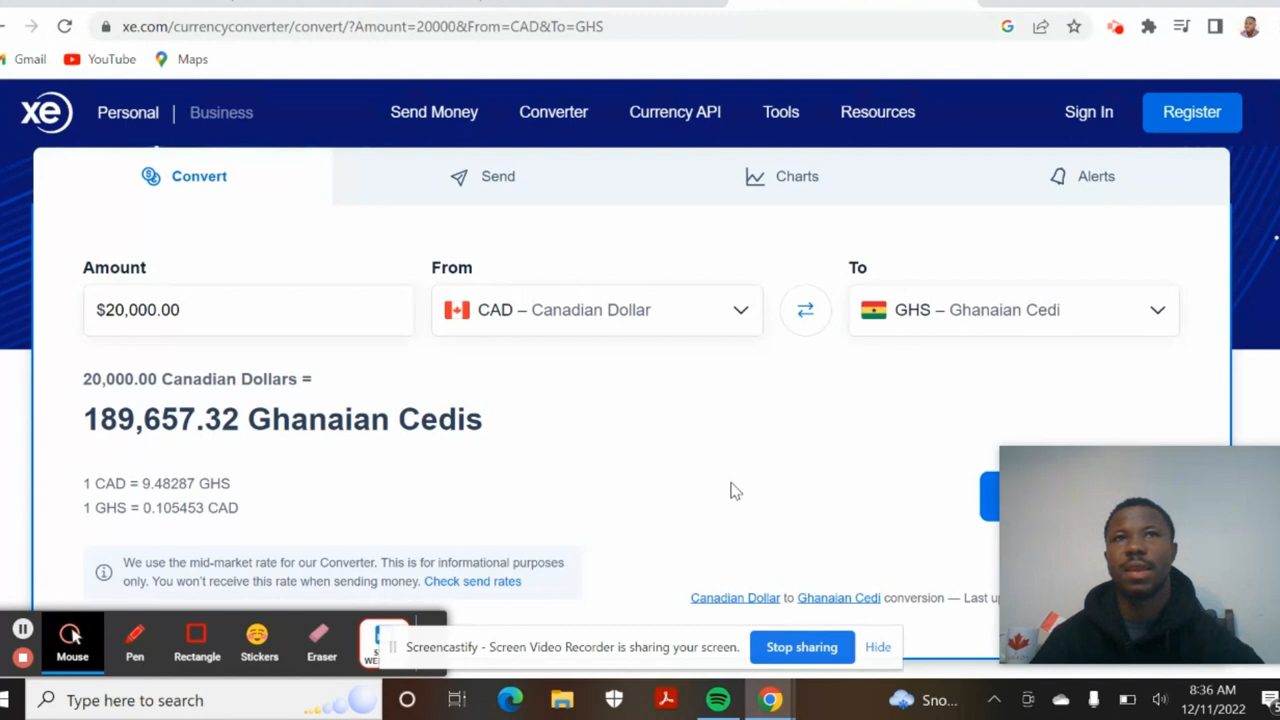 xe.com/currencyconverter/convert/?Amount=20000&From=CAD&To=GHS
Gmail YouTube Maps
xe Personal | Business Send Money Converter Currency API Tools Resources Sign In Register
Convert Send Charts Alerts
Amount From To
$20,000.00 CAD – Canadian Dollar GHS – Ghanaian Cedi
20,000.00 Canadian Dollars =
189,657.32 Ghanaian Cedis
1 CAD = 9.48287 GHS
1 GHS = 0.105453 CAD
We use the mid-market rate for our Converter. This is for informational purposes
only. You won't receive this rate when sending money. Check send rates
Canadian Dollar to Ghanaian Cedi conversion — Last
Mouse Pen Rectangle Stickers Eraser
Screencastify - Screen Video Recorder is sharing your screen. Stop sharing Hide
Type here to search
Sno...
8:36 AM
12/11/2022